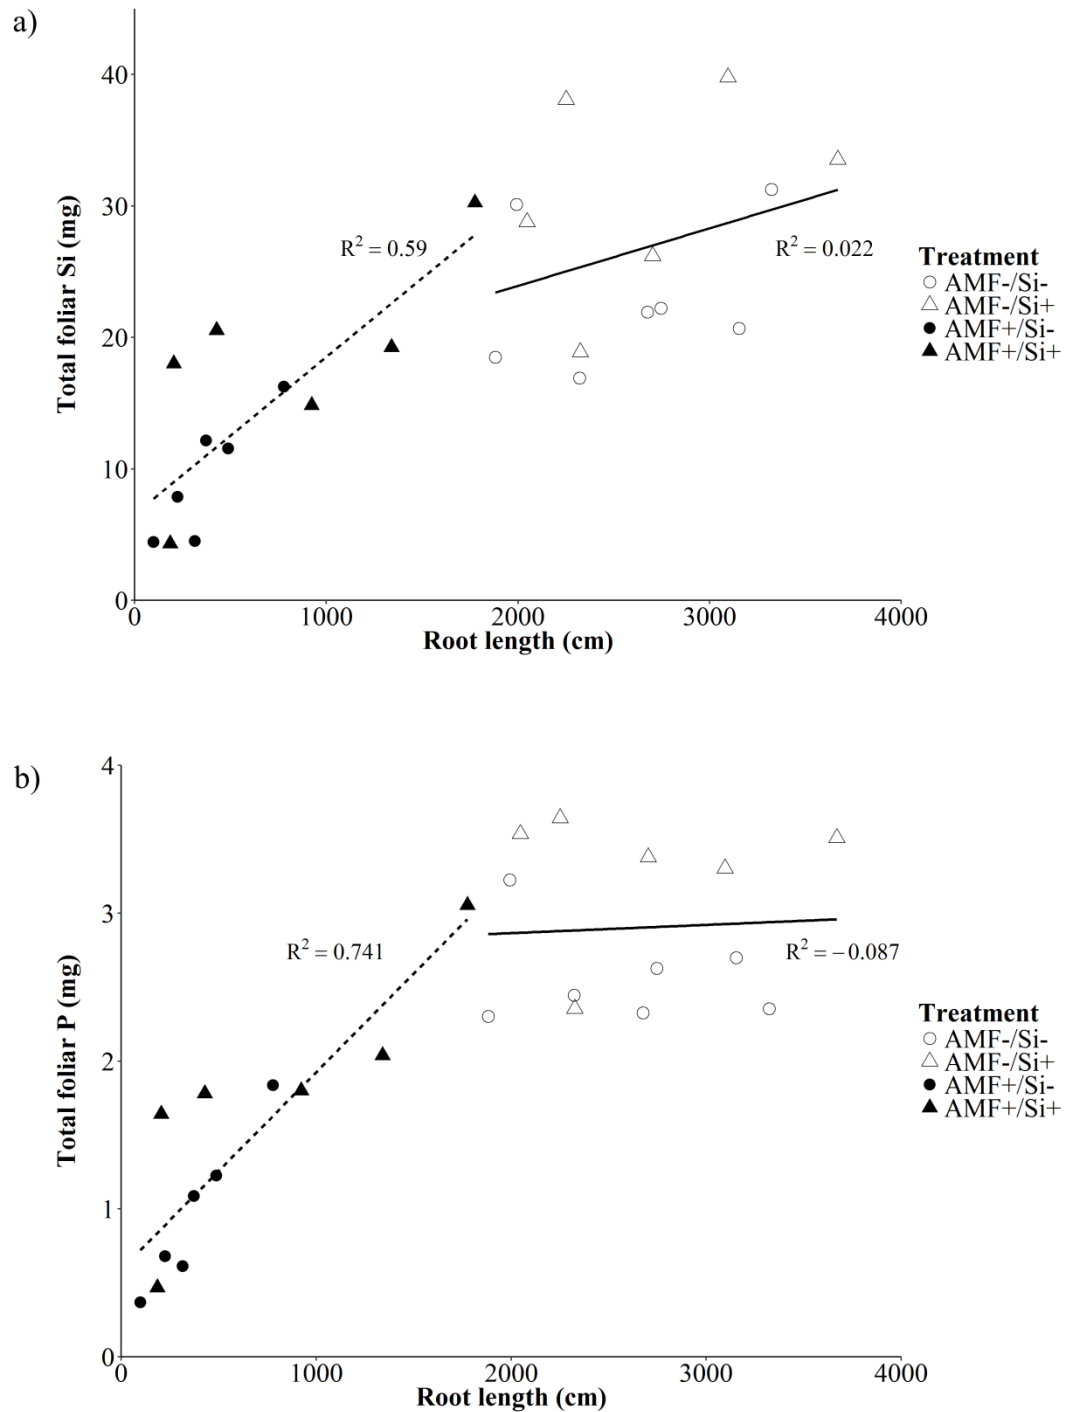 a)
Total foliar Si (mg)
40
30
20
10
0
R² = 0.59
R² = 0.022
Treatment
AMF-/Si-
AMF-/Si+
AMF+/Si-
AMF+/Si+
0 1000 2000 3000 4000
Root length (cm)
b)
Total foliar P (mg)
4
3
2
1
0
R² = 0.741
R² = −0.087
Treatment
AMF-/Si-
AMF-/Si+
AMF+/Si-
AMF+/Si+
0 1000 2000 3000 4000
Root length (cm)